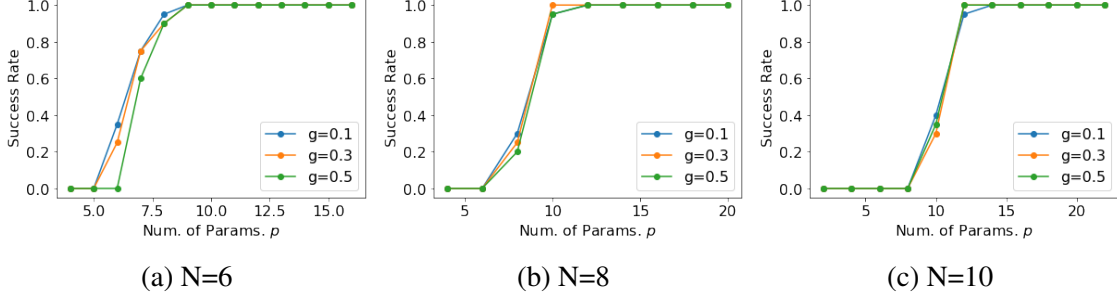 1.0
0.8
0.6
0.4
0.2
0.0
Success Rate
5.0 7.5 10.0 12.5 15.0
Num. of Params. p
g=0.1
g=0.3
g=0.5
(a) N=6
1.0
0.8
0.6
0.4
0.2
0.0
Success Rate
5 10 15 20
Num. of Params. p
g=0.1
g=0.3
g=0.5
(b) N=8
1.0
0.8
0.6
0.4
0.2
0.0
Success Rate
5 10 15 20
Num. of Params. p
g=0.1
g=0.3
g=0.5
(c) N=10